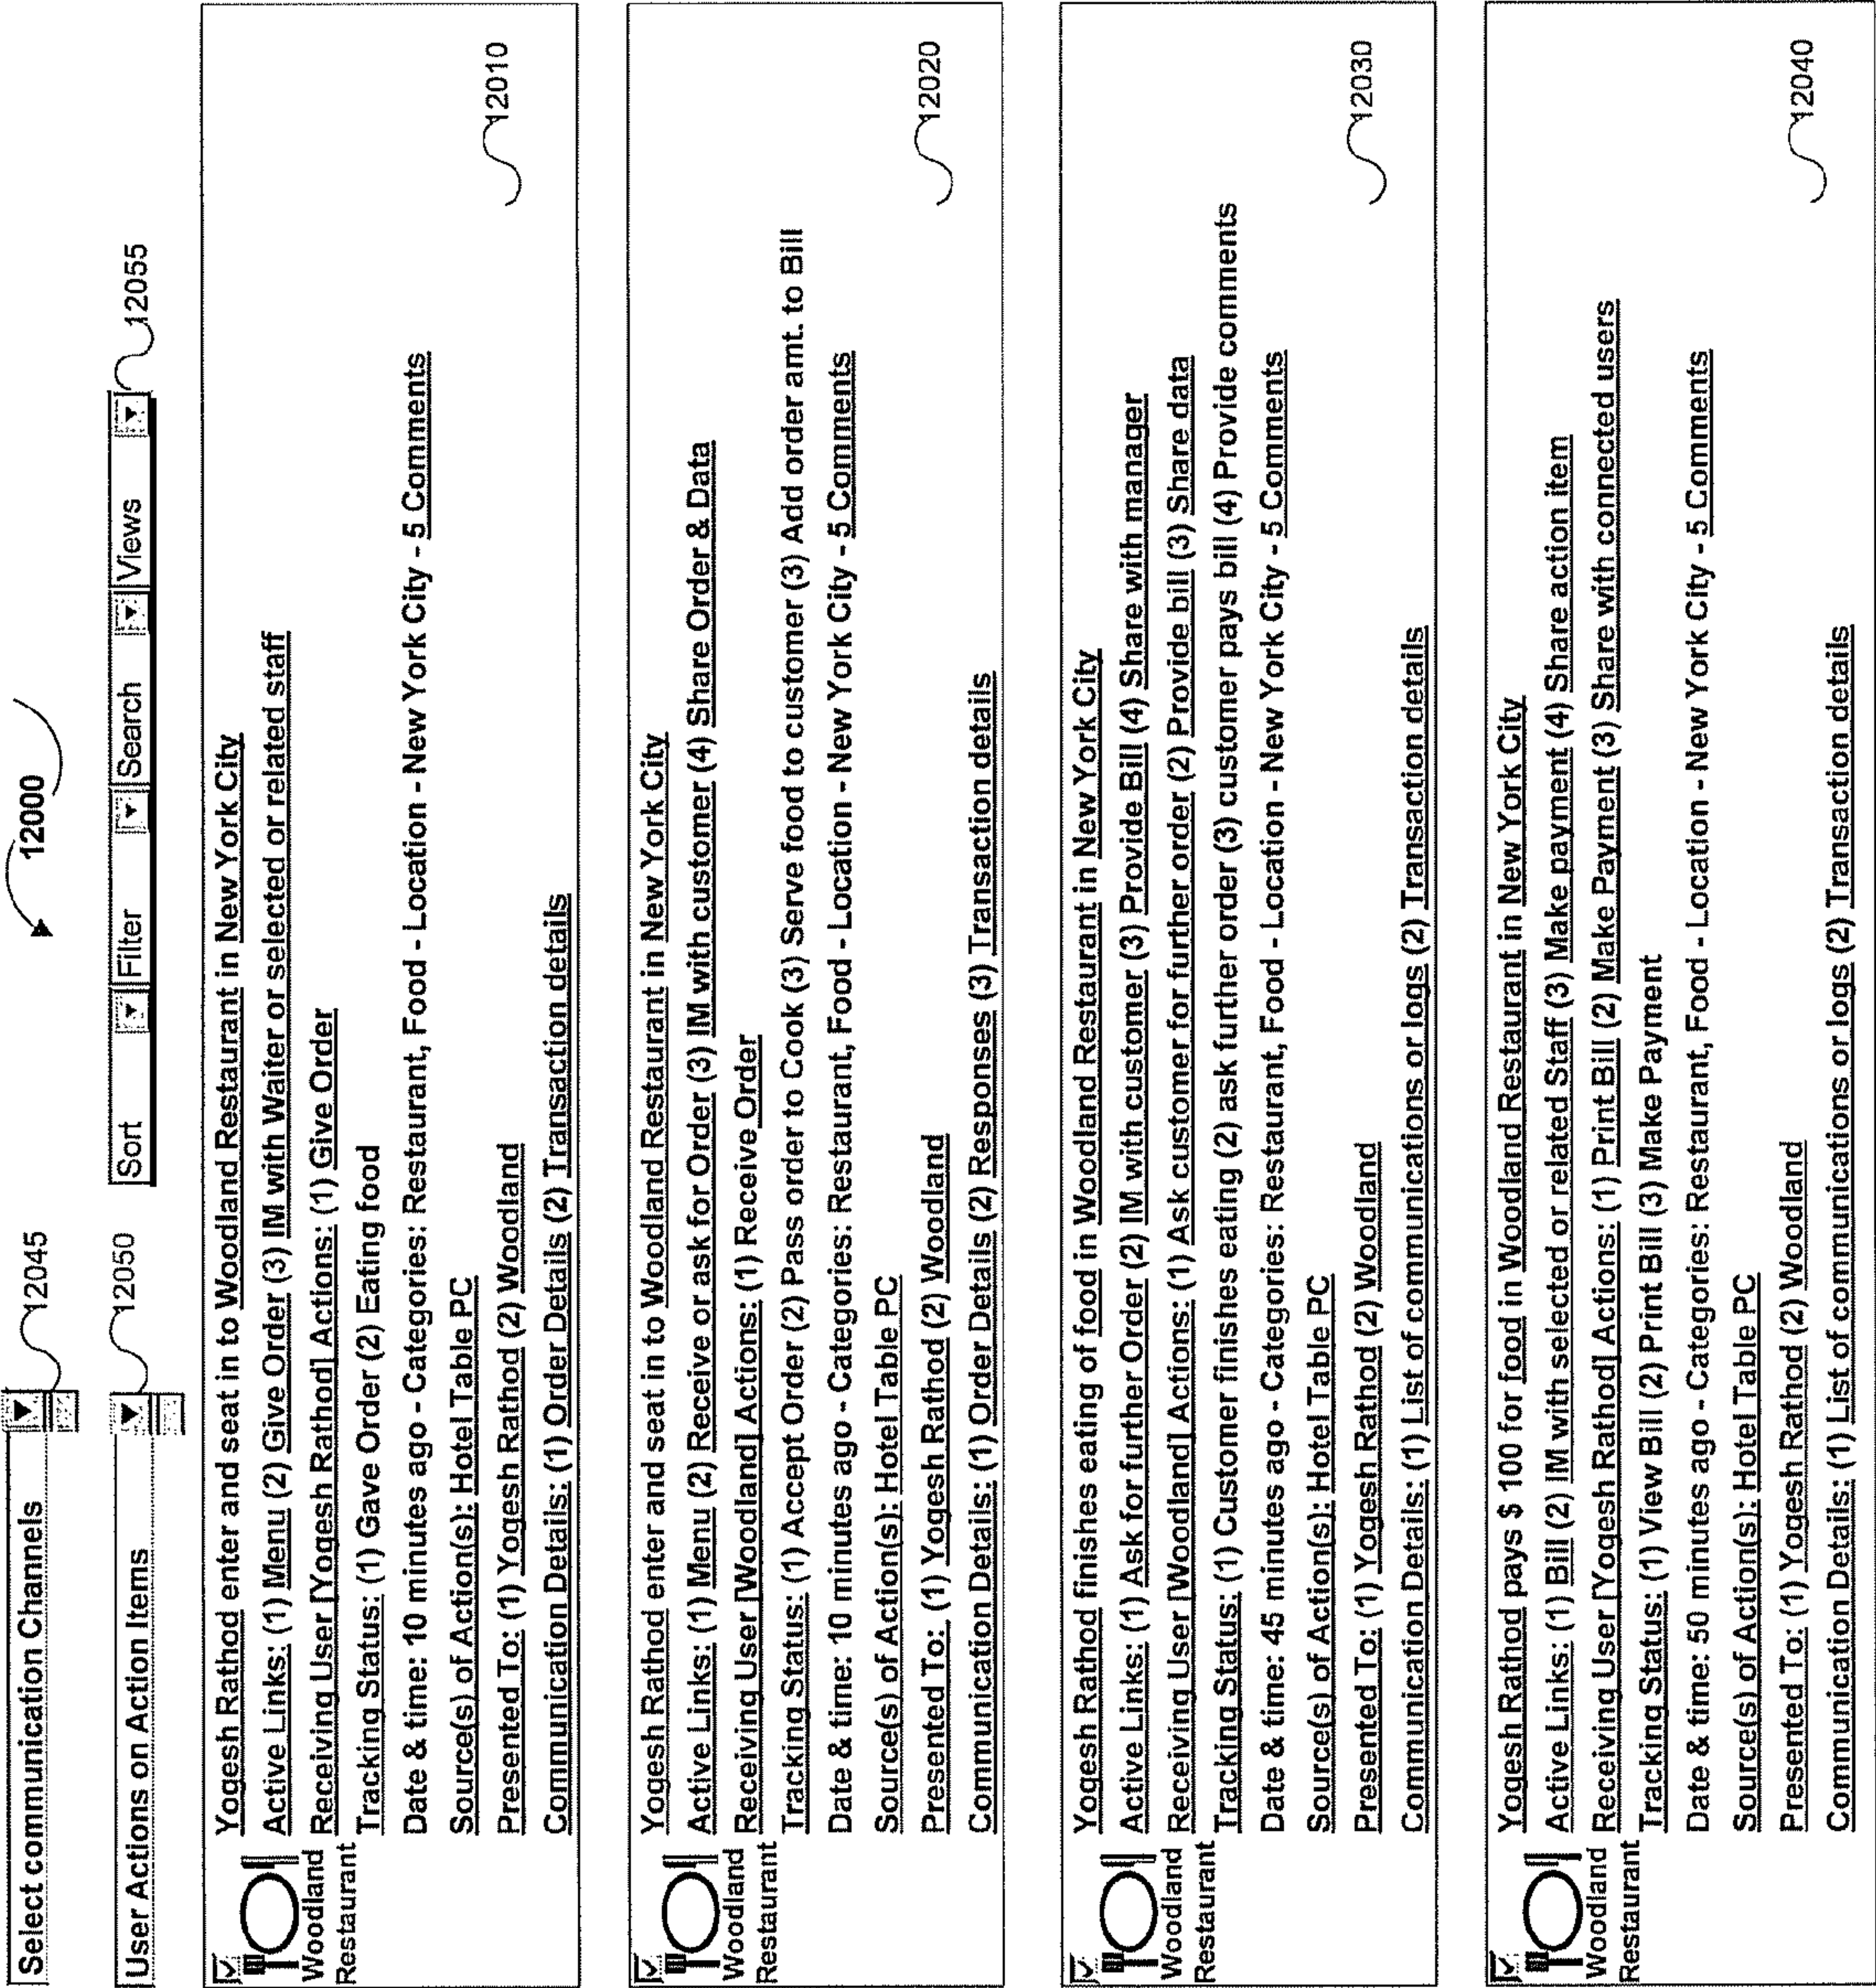 12000
Select communication Channels 12045
User Actions on Action Items 12050
Sort Filter Search Views 12055
Woodland
Restaurant
Yogesh Rathod enter and seat in to Woodland Restaurant in New York City
Active Links: (1) Menu (2) Give Order (3) IM with Waiter or selected or related staff
Receiving User [Yogesh Rathod] Actions: (1) Give Order
Tracking Status: (1) Gave Order (2) Eating food
Date & time: 10 minutes ago - Categories: Restaurant, Food - Location - New York City - 5 Comments
Source(s) of Action(s): Hotel Table PC
Presented To: (1) Yogesh Rathod (2) Woodland
Communication Details: (1) Order Details (2) Transaction details
12010
Woodland
Restaurant
Yogesh Rathod enter and seat in to Woodland Restaurant in New York City
Active Links: (1) Menu (2) Receive or ask for Order (3) IM with customer (4) Share Order & Data
Receiving User [Woodland] Actions: (1) Receive Order
Tracking Status: (1) Accept Order (2) Pass order to Cook (3) Serve food to customer (3) Add order amt. to Bill
Date & time: 10 minutes ago - Categories: Restaurant, Food - Location - New York City - 5 Comments
Source(s) of Action(s): Hotel Table PC
Presented To: (1) Yogesh Rathod (2) Woodland
Communication Details: (1) Order Details (2) Responses (3) Transaction details
12020
Woodland
Restaurant
Yogesh Rathod finishes eating of food in Woodland Restaurant in New York City
Active Links: (1) Ask for further Order (2) IM with customer (3) Provide Bill (4) Share with manager
Receiving User [Woodland] Actions: (1) Ask customer for further order (2) Provide bill (3) Share data
Tracking Status: (1) Customer finishes eating (2) ask further order (3) customer pays bill (4) Provide comments
Date & time: 45 minutes ago - Categories: Restaurant, Food - Location - New York City - 5 Comments
Source(s) of Action(s): Hotel Table PC
Presented To: (1) Yogesh Rathod (2) Woodland
Communication Details: (1) List of communications or logs (2) Transaction details
12030
Woodland
Restaurant
Yogesh Rathod pays $ 100 for food in Woodland Restaurant in New York City
Active Links: (1) Bill (2) IM with selected or related Staff (3) Make payment (4) Share action item
Receiving User [Yogesh Rathod] Actions: (1) Print Bill (2) Make Payment (3) Share with connected users
Tracking Status: (1) View Bill (2) Print Bill (3) Make Payment
Date & time: 50 minutes ago - Categories: Restaurant, Food - Location - New York City - 5 Comments
Source(s) of Action(s): Hotel Table PC
Presented To: (1) Yogesh Rathod (2) Woodland
Communication Details: (1) List of communications or logs (2) Transaction details
12040